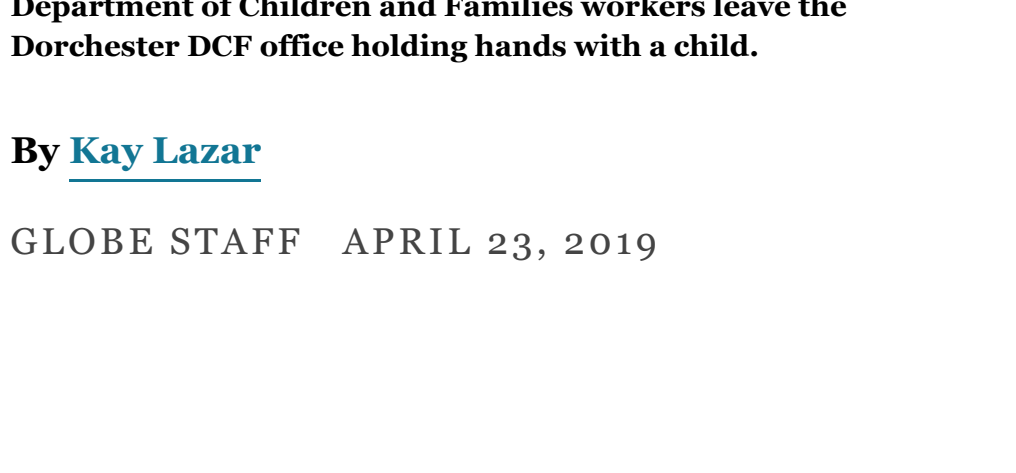 Department of Children and Families workers leave the
Dorchester DCF office holding hands with a child.
By Kay Lazar
GLOBE STAFF APRIL 23, 2019